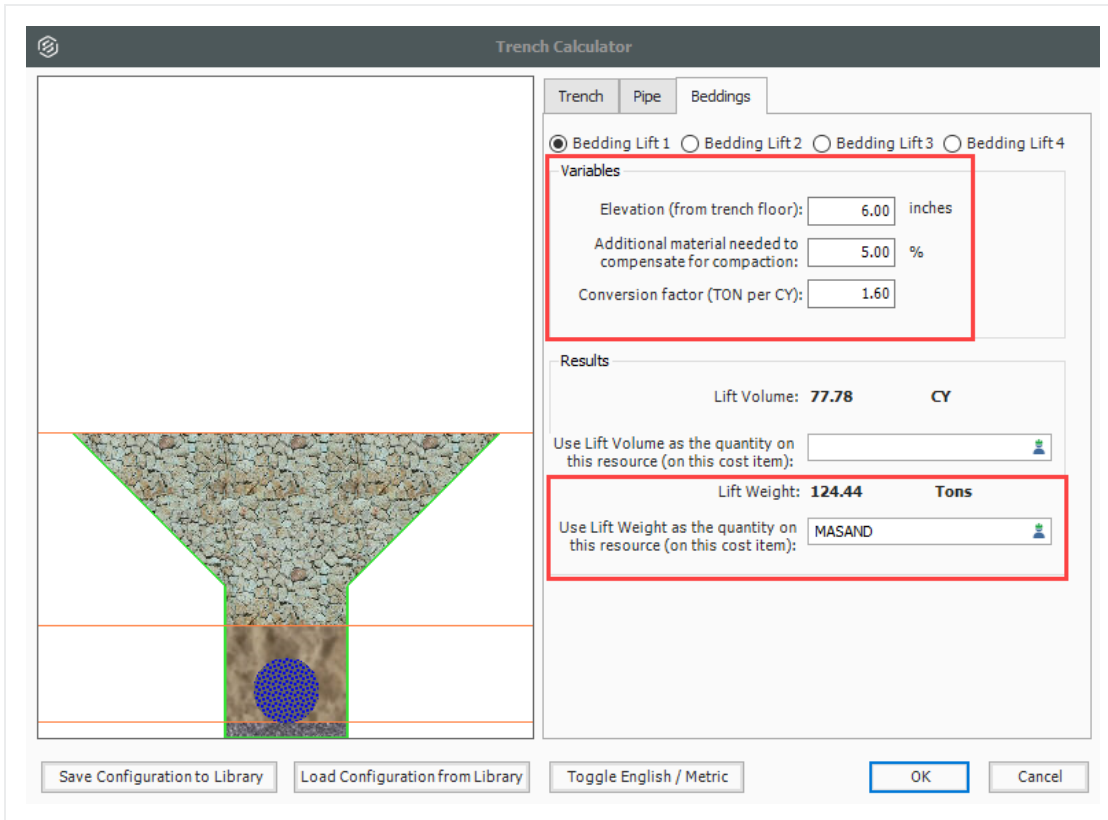 Trench Calculator
Trench Pipe Beddings
Bedding Lift 1 Bedding Lift 2 Bedding Lift 3 Bedding Lift 4
Variables
Elevation (from trench floor): 6.00 inches
Additional material needed to
compensate for compaction: 5.00 %
Conversion factor (TON per CY): 1.60
Results
Lift Volume: 77.78 CY
Use Lift Volume as the quantity on
this resource (on this cost item):
Lift Weight: 124.44 Tons
Use Lift Weight as the quantity on
this resource (on this cost item): MASAND
Save Configuration to Library Load Configuration from Library Toggle English / Metric OK Cancel